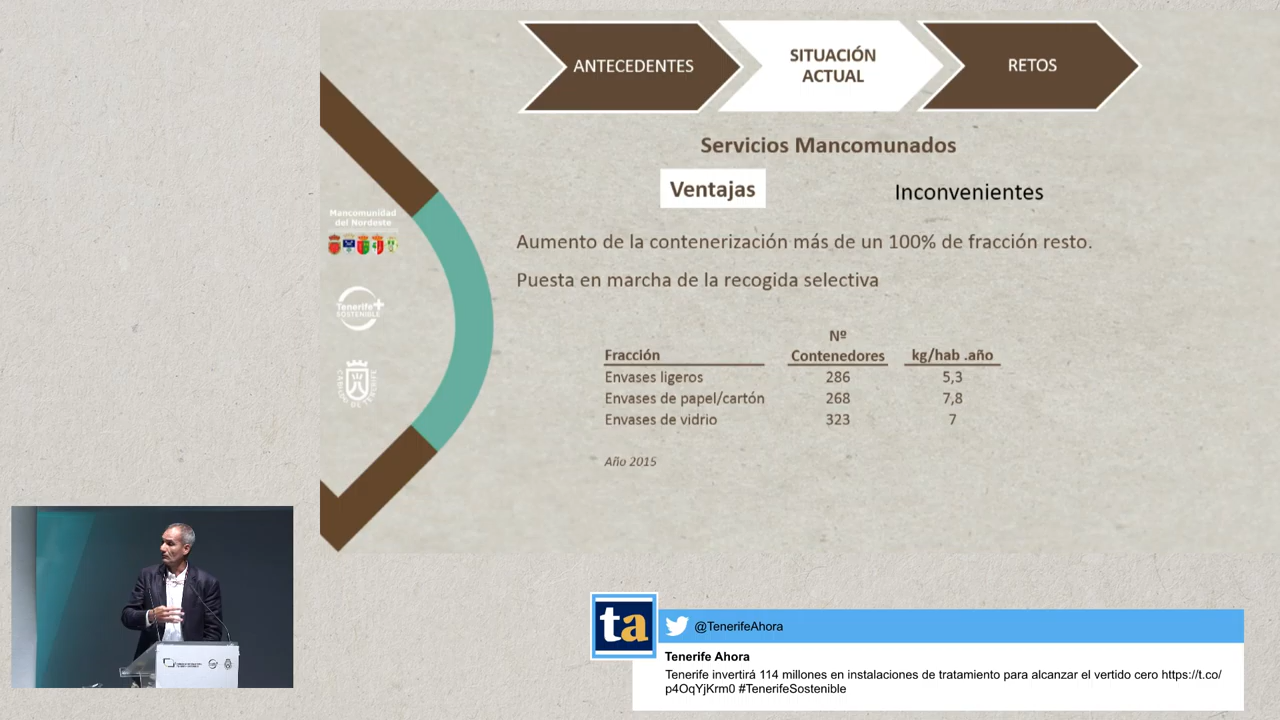 ANTECEDENTES
SITUACIÓN
ACTUAL
RETOS
Servicios Mancomunados
Ventajas
Inconvenientes
Mancomunidad
del Nordeste
Aumento de la contenerización más de un 100% de fracción resto.
Puesta en marcha de la recogida selectiva
Tenerife+
SOSTENIBLE
Nº
Fracción Contenedores kg/hab .año
Envases ligeros 286 5,3
Envases de papel/cartón 268 7,8
Envases de vidrio 323 7
CABILDO DE TENERIFE
Año 2015
ta
@TenerifeAhora
Tenerife Ahora
Tenerife invertirá 114 millones en instalaciones de tratamiento para alcanzar el vertido cero https://t.co/
p4OqYjKrm0 #TenerifeSostenible